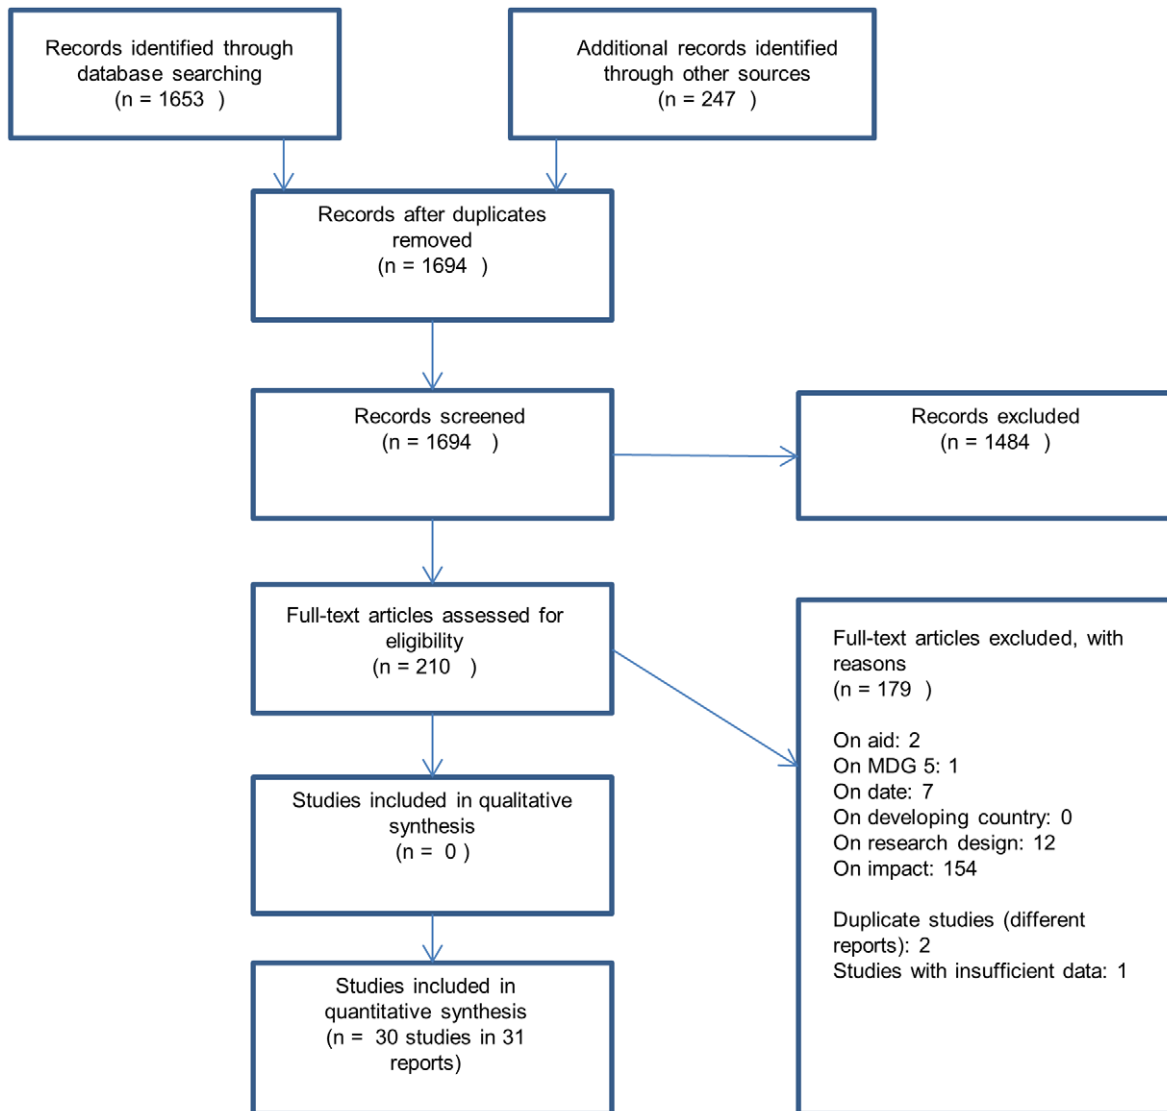 Records identified through
database searching
(n = 1653 )
Additional records identified
through other sources
(n = 247 )
Records after duplicates
removed
(n = 1694 )
Records screened
(n = 1694 )
Records excluded
(n = 1484 )
Full-text articles assessed for
eligibility
(n = 210 )
Full-text articles excluded, with
reasons
(n = 179 )
On aid: 2
On MDG 5: 1
On date: 7
On developing country: 0
On research design: 12
On impact: 154
Duplicate studies (different
reports): 2
Studies with insufficient data: 1
Studies included in qualitative
synthesis
(n = 0 )
Studies included in
quantitative synthesis
(n = 30 studies in 31
reports)